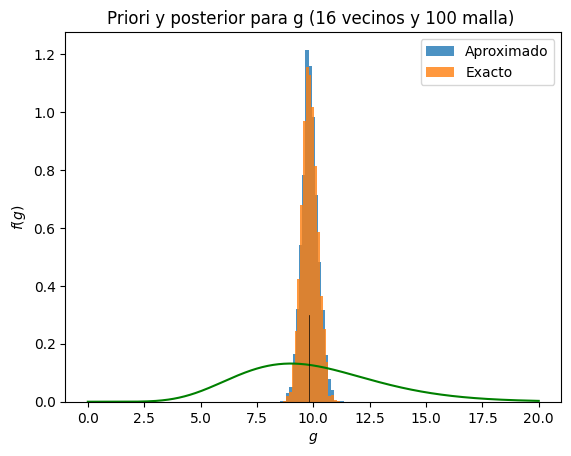 Priori y posterior para g (16 vecinos y 100 malla)
Aproximado
Exacto
1.2
1.0
0.8
0.6
0.4
0.2
0.0
f(g)
0.0 2.5 5.0 7.5 10.0 12.5 15.0 17.5 20.0
g